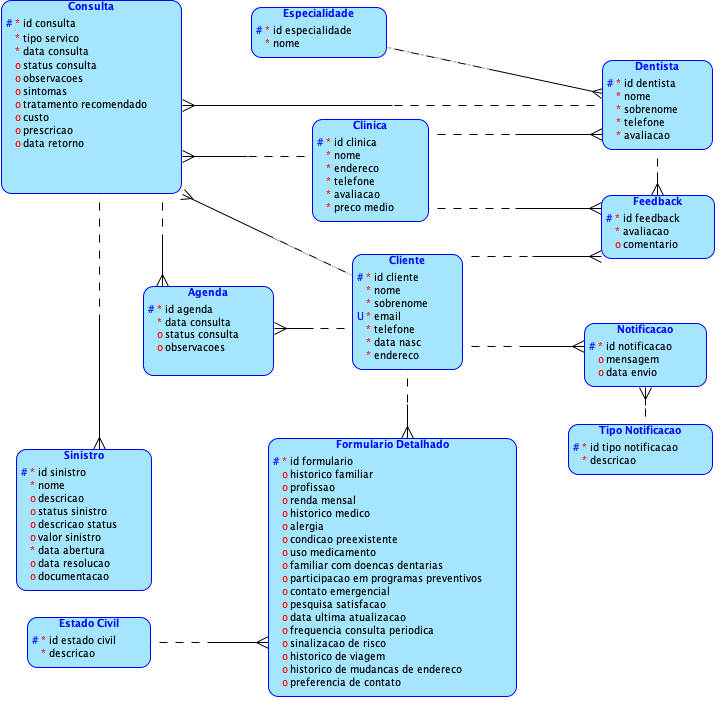 Consulta
# * id consulta
* tipo servico
* data consulta
o status consulta
o observacoes
o sintomas
o tratamento recomendado
o custo
o prescricao
o data retorno
Especialidade
# * id especialidade
* nome
Dentista
# * id dentista
* nome
* sobrenome
* telefone
* avaliacao
Clinica
# * id clinica
* nome
* endereco
* telefone
* avaliacao
* preco medio
Feedback
# * id feedback
* avaliacao
o comentario
Cliente
# * id cliente
* nome
* sobrenome
U * email
* telefone
* data nasc
* endereco
Agenda
# * id agenda
* data consulta
o status consulta
o observacoes
Notificacao
# * id notificacao
o mensagem
o data envio
Tipo Notificacao
# * id tipo notificacao
* descricao
Sinistro
# * id sinistro
* nome
o descricao
o status sinistro
o descricao status
o valor sinistro
* data abertura
o data resolucao
o documentacao
Formulario Detalhado
# * id formulario
o historico familiar
o profissao
o renda mensal
o historico medico
o alergia
o condicao preexistente
o uso medicamento
o familiar com doencas dentarias
o participacao em programas preventivos
o contato emergencial
o pesquisa satisfacao
o data ultima atualizacao
o frequencia consulta periodica
o sinalizacao de risco
o historico de viagem
o historico de mudancas de endereco
o preferencia de contato
Estado Civil
# * id estado civil
* descricao